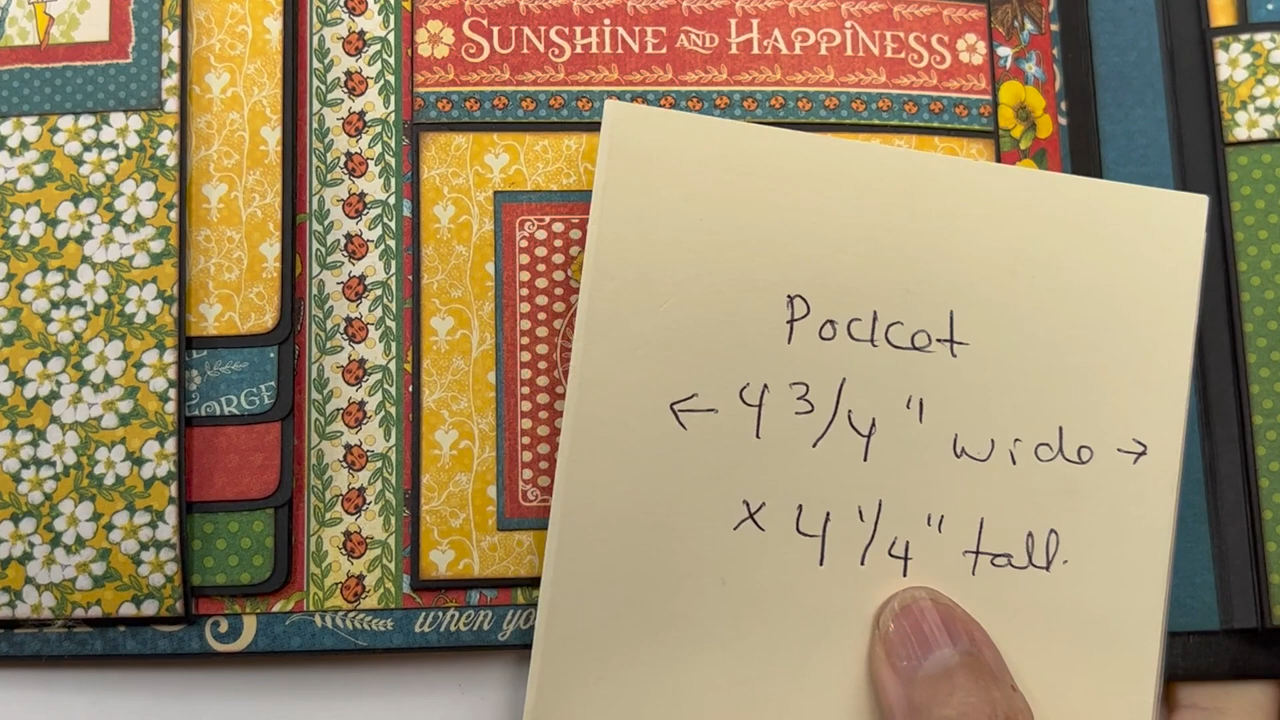 SUNSHINE AND HAPPINESS
Pocket
← 4 3/4" wide →
x 4 1/4" tall.
ORGE
when yo